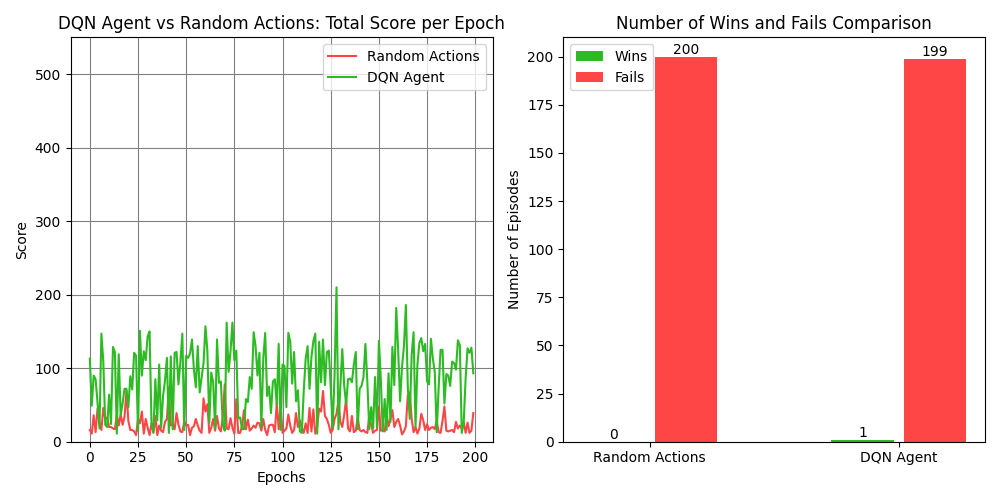 DQN Agent vs Random Actions: Total Score per Epoch
Random Actions
DQN Agent
Score
500
400
300
200
100
0
0
25
50
75
100
125
150
175
200
Epochs
Number of Wins and Fails Comparison
Wins
Fails
Number of Episodes
200
175
150
125
100
75
50
25
0
0
200
1
199
Random Actions
DQN Agent